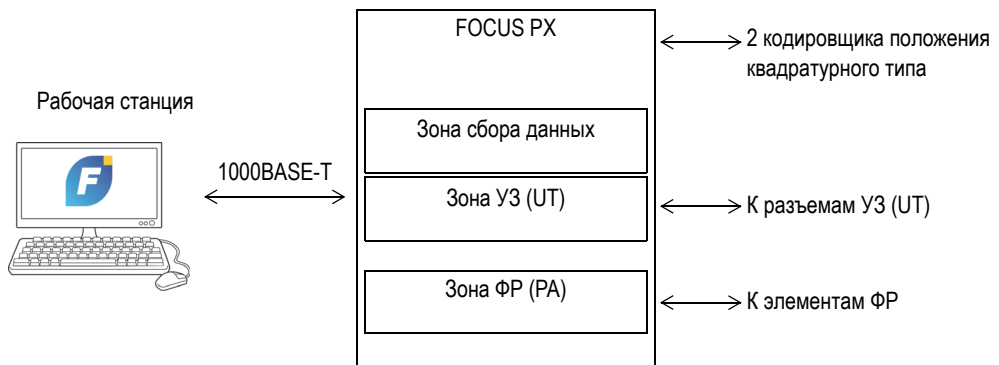 FOCUS PX
2 кодировщика положения
квадратурного типа
Рабочая станция
Зона сбора данных
1000BASE-T
Зона УЗ (UT)
К разъемам УЗ (UT)
Зона ФР (PA)
К элементам ФР
F